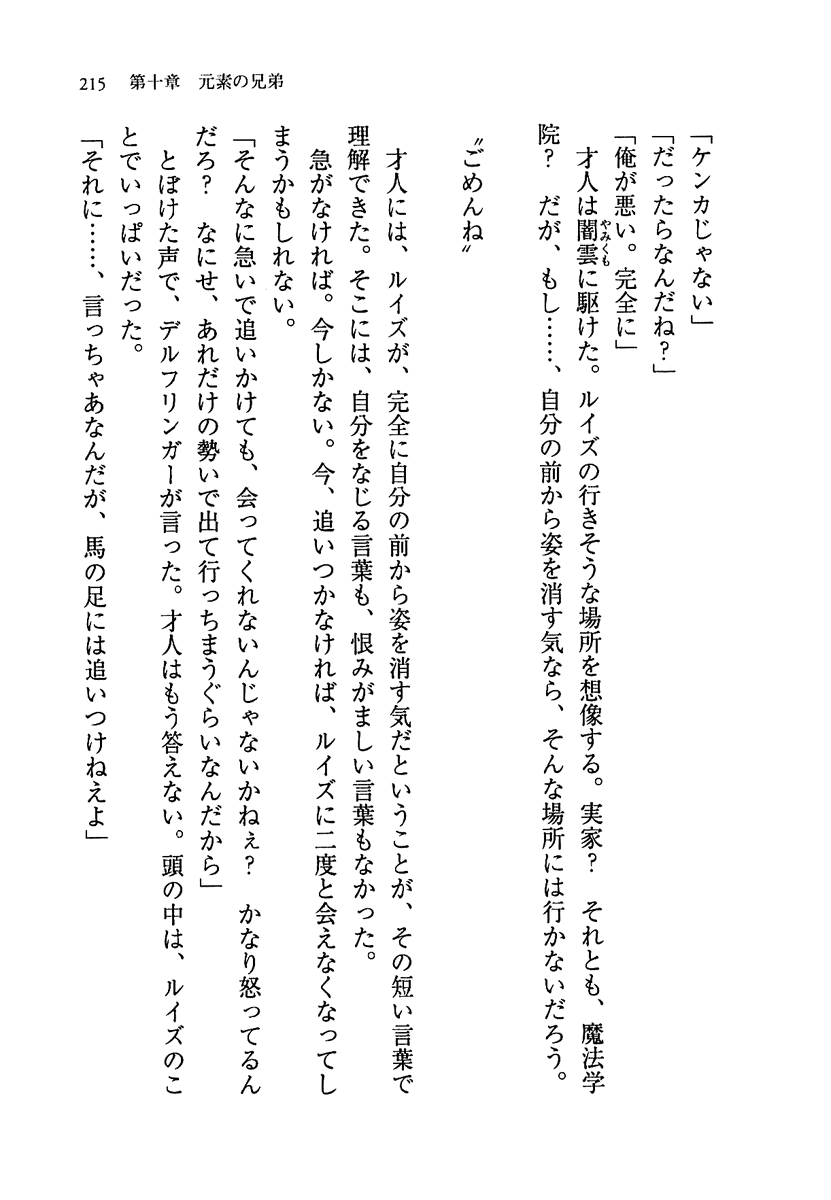 215 第十章 元素の兄弟
「ケンカじゃない」
「だったらなんだね？」
「俺が悪い。完全に」
　才人は闇雲に駆けた。ルイズの行きそうな場所を想像する。実家？　それとも、魔法学
やみくも
院？　だが、もし……、自分の前から姿を消す気なら、そんな場所には行かないだろう。
〝ごめんね〟
　才人には、ルイズが、完全に自分の前から姿を消す気だということが、その短い言葉で
理解できた。そこには、自分をなじる言葉も、恨みがましい言葉もなかった。
　急がなければ。今しかない。今、追いつかなければ、ルイズに二度と会えなくなってし
まうかもしれない。
「そんなに急いで追いかけても、会ってくれないんじゃないかねぇ？　かなり怒ってるん
だろ？　なにせ、あれだけの勢いで出て行っちまうぐらいなんだから」
　とぼけた声で、デルフリンガーが言った。才人はもう答えない。頭の中は、ルイズのこ
とでいっぱいだった。
「それに……、言っちゃあなんだが、馬の足には追いつけねえよ」